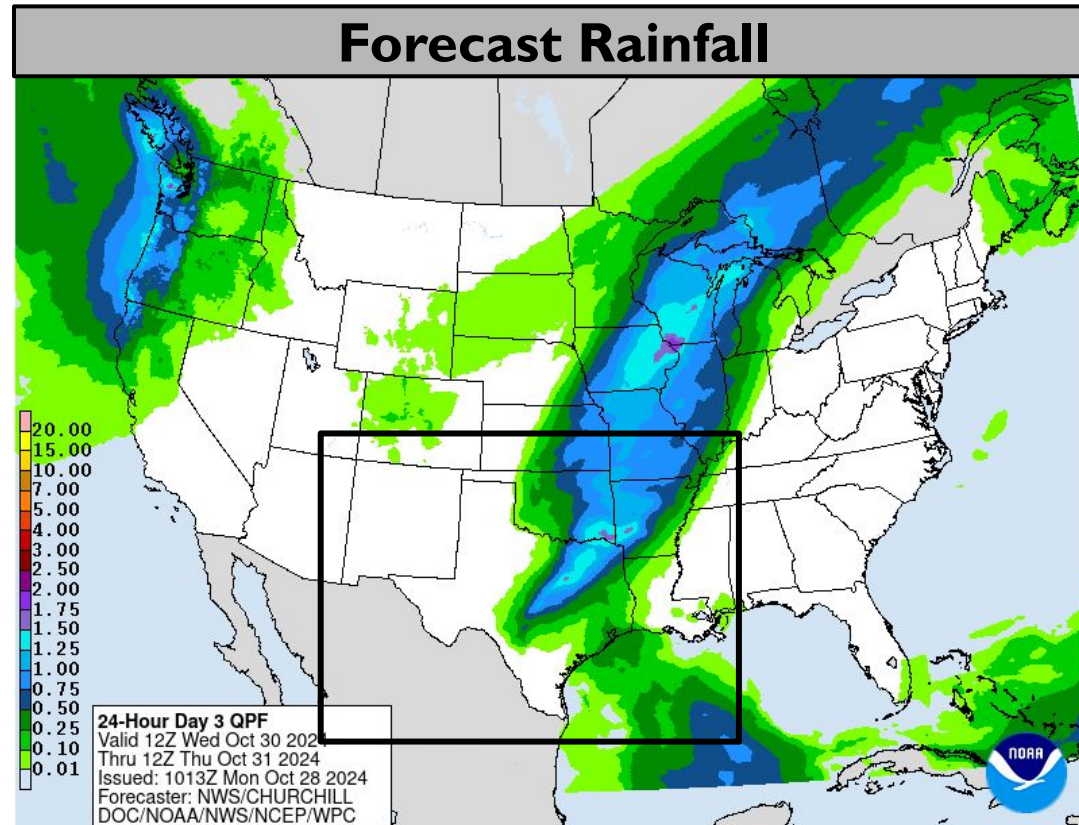 Forecast Rainfall
20.00
15.00
10.00
7.00
5.00
4.00
3.00
2.50
2.00
1.75
1.50
1.25
1.00
0.75
0.50
0.25
0.10
0.01
24-Hour Day 3 QPF
Valid 12Z Wed Oct 30 2024
Thru 12Z Thu Oct 31 2024
Issued: 1013Z Mon Oct 28 2024
Forecaster: NWS/CHURCHILL
DOC/NOAA/NWS/NCEP/WPC
NOAA